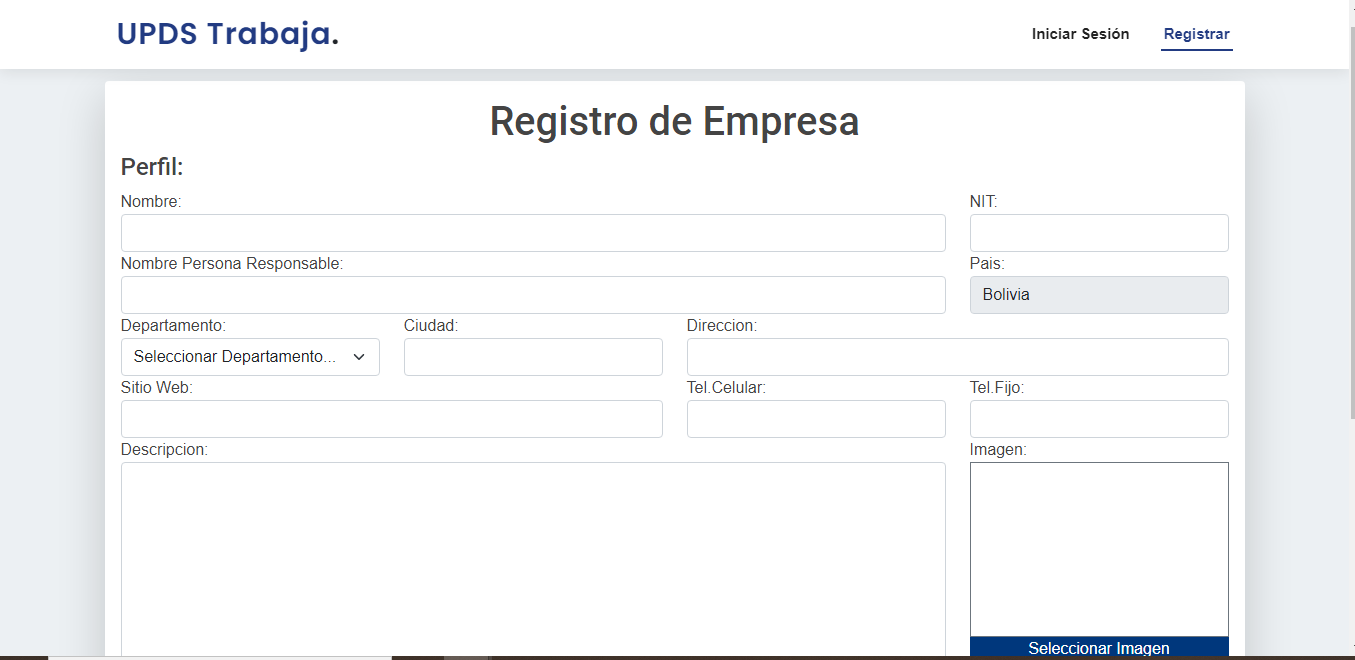 UPDS Trabaja.
Iniciar Sesión Registrar
Registro de Empresa
Perfil:
Nombre: NIT:
Nombre Persona Responsable: Pais:
Bolivia
Departamento: Ciudad: Direccion:
Seleccionar Departamento...
Sitio Web: Tel.Celular: Tel.Fijo:
Descripcion: Imagen:
Seleccionar Imagen